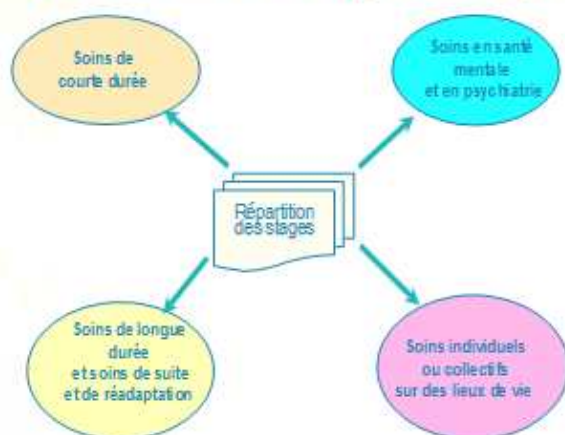 Soins de
courte durée
Soins en santé
mentale
et en psychiatrie
Répartition
des stages
Soins de longue
durée
et soins de suite
et de réadaptation
Soins individuels
ou collectifs
sur des lieux de vie